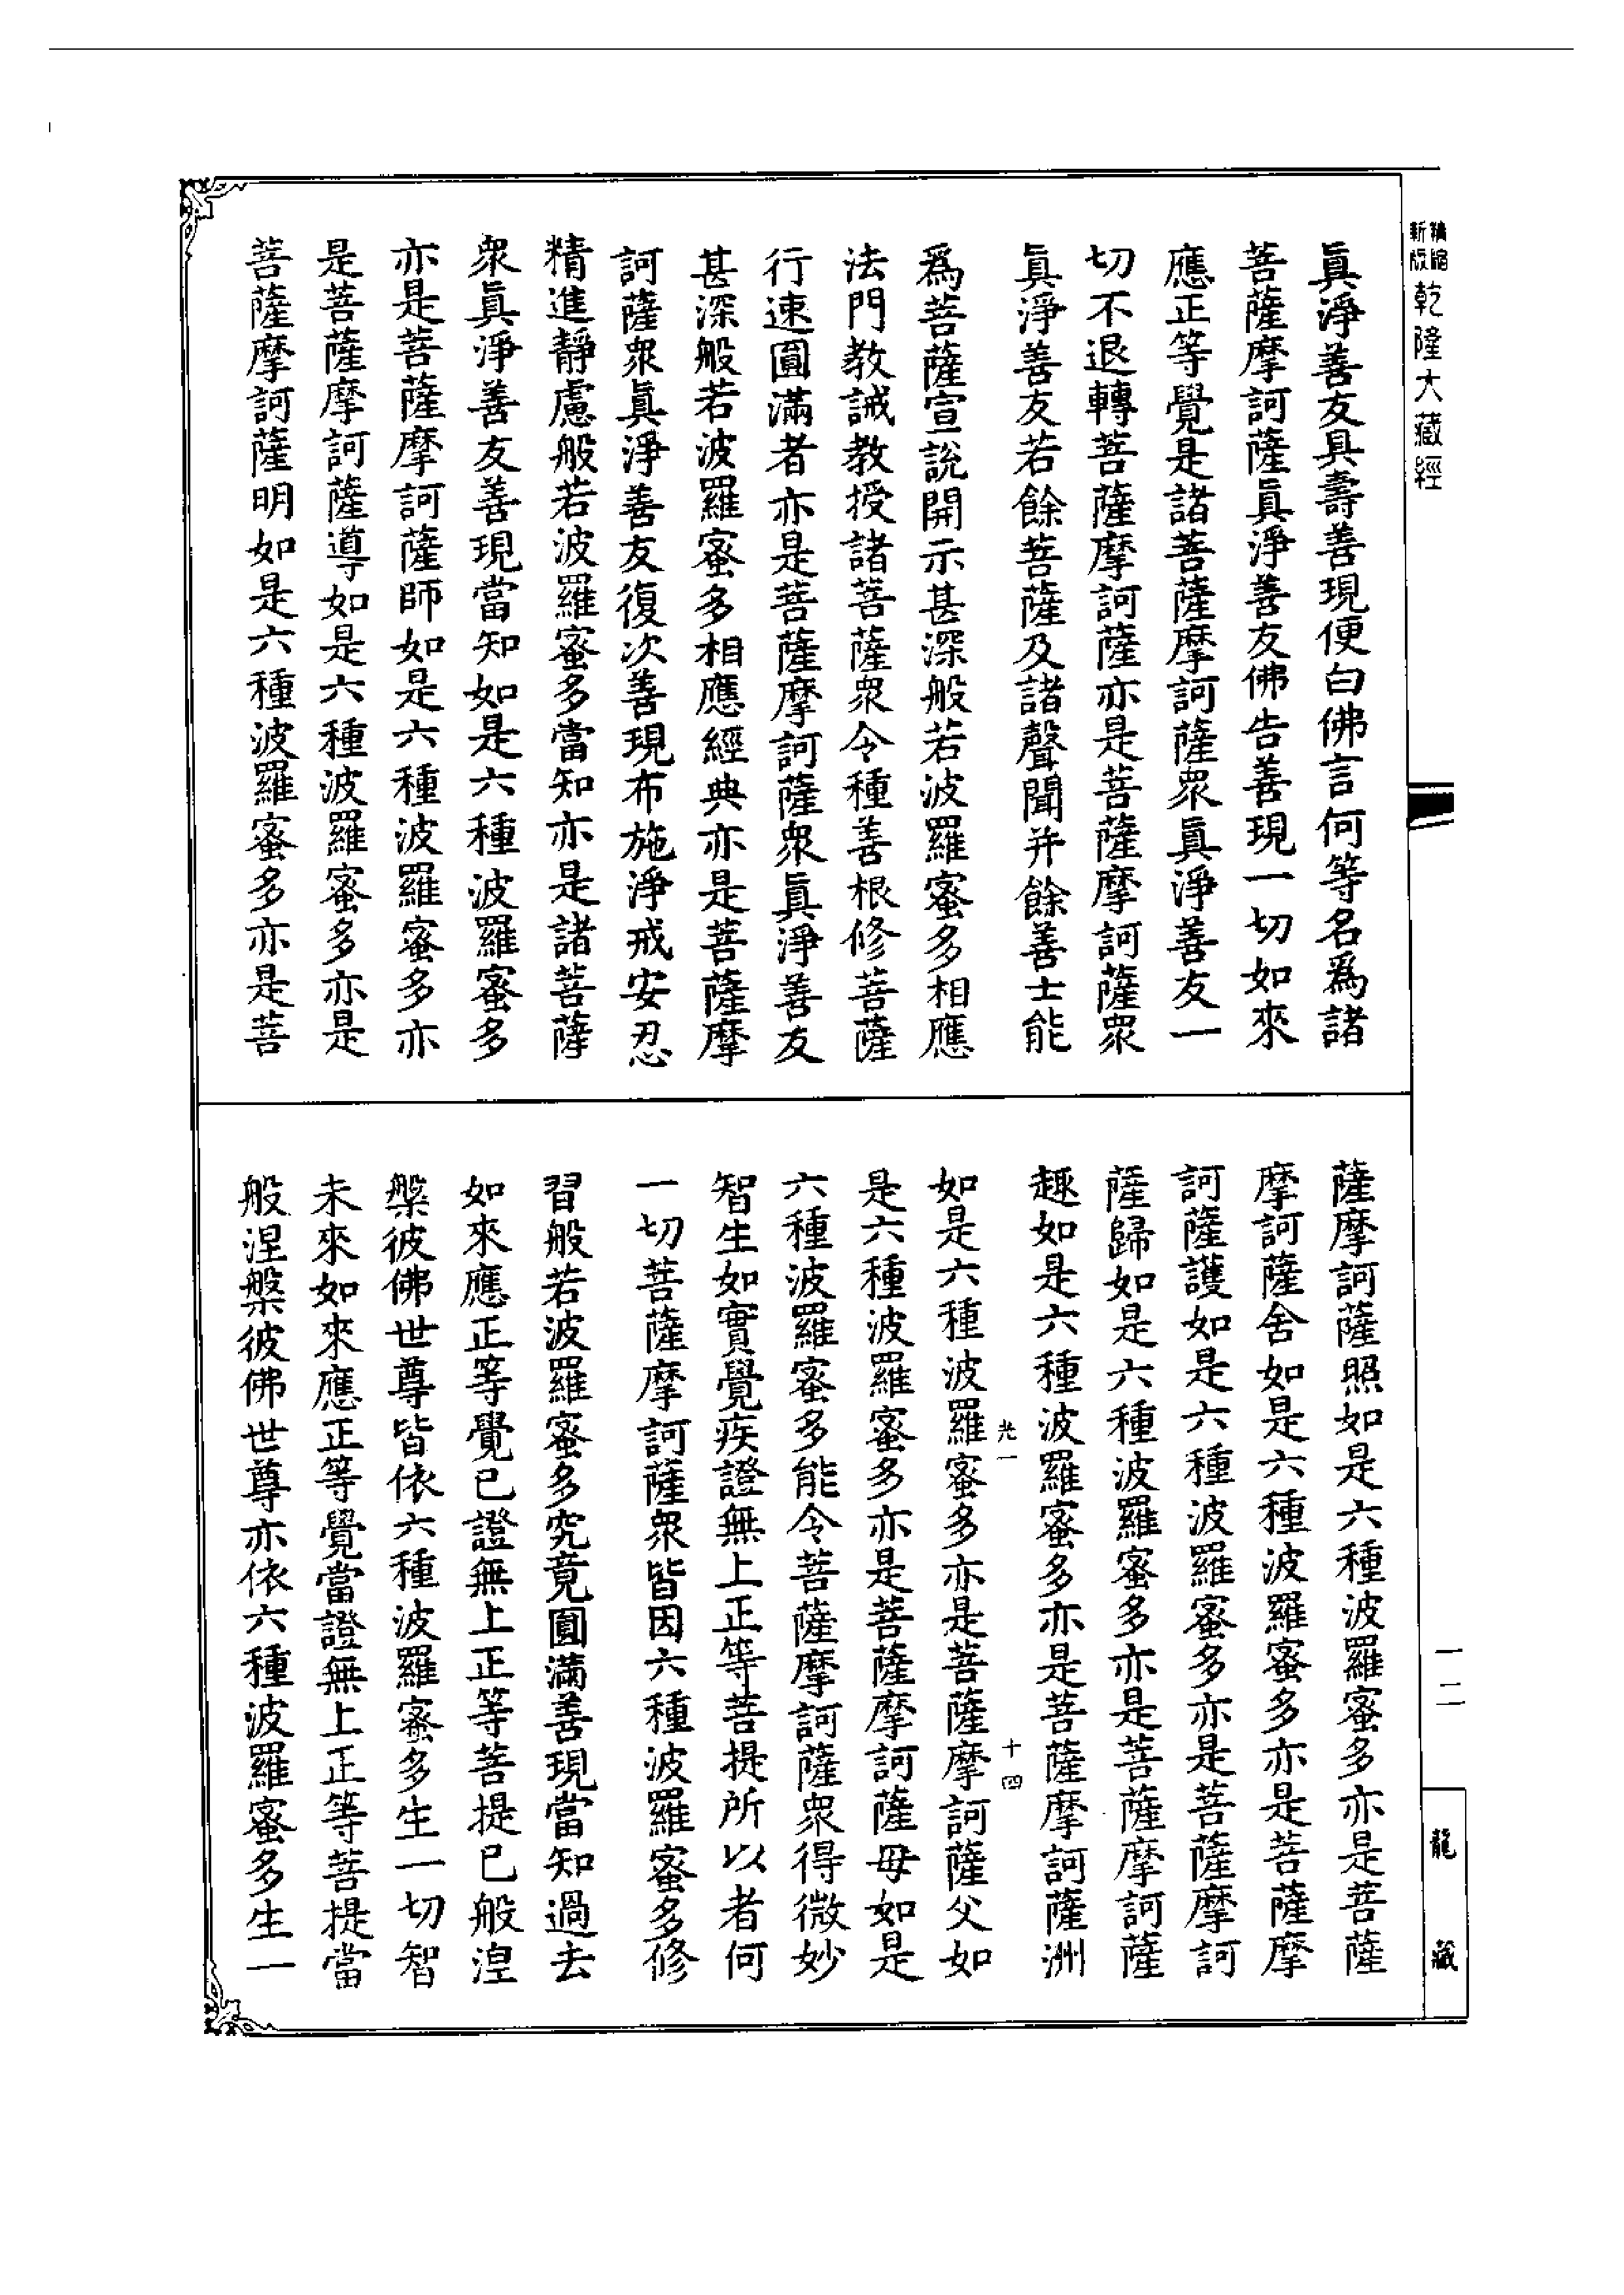 新版精縮乾隆大藏經
眞淨善友具壽善現便白佛言何等名爲諸
菩薩摩訶薩眞淨善友佛告善現一切如來
應正等覺是諸菩薩摩訶薩衆眞淨善友一
切不退轉菩薩摩訶薩亦是菩薩摩訶薩衆
眞淨善友若餘菩薩及諸聲聞并餘善士能
爲菩薩宣說開示甚深般若波羅蜜多相應
法門教誡教授諸菩薩衆令種善根修菩薩
行速圓滿者亦是菩薩摩訶薩衆眞淨善友
甚深般若波羅蜜多相應經典亦是菩薩摩
訶薩衆眞淨善友復次善現布施淨戒安忍
精進靜慮般若波羅蜜多當知亦是諸菩薩
衆眞淨善友善現當知如是六種波羅蜜多
亦是菩薩摩訶薩師如是六種波羅蜜多亦
是菩薩摩訶薩導如是六種波羅蜜多亦是
菩薩摩訶薩明如是六種波羅蜜多亦是菩
薩摩訶薩照如是六種波羅蜜多亦是菩薩
摩訶薩舍如是六種波羅蜜多亦是菩薩摩
訶薩護如是六種波羅蜜多亦是菩薩摩訶
薩歸如是六種波羅蜜多亦是菩薩摩訶薩
趣如是六種波羅蜜多亦是菩薩摩訶薩洲
光一
十四
如是六種波羅蜜多亦是菩薩摩訶薩父如
是六種波羅蜜多亦是菩薩摩訶薩母如是
六種波羅蜜多能令菩薩摩訶薩衆得微妙
智生如實覺疾證無上正等菩提所以者何
一切菩薩摩訶薩衆皆因六種波羅蜜多修
習般若波羅蜜多究竟圓滿善現當知過去
如來應正等覺已證無上正等菩提已般涅
槃彼佛世尊皆依六種波羅蜜多生一切智
未來如來應正等覺當證無上正等菩提當
般涅槃彼佛世尊亦依六種波羅蜜多生一
一二
龍藏